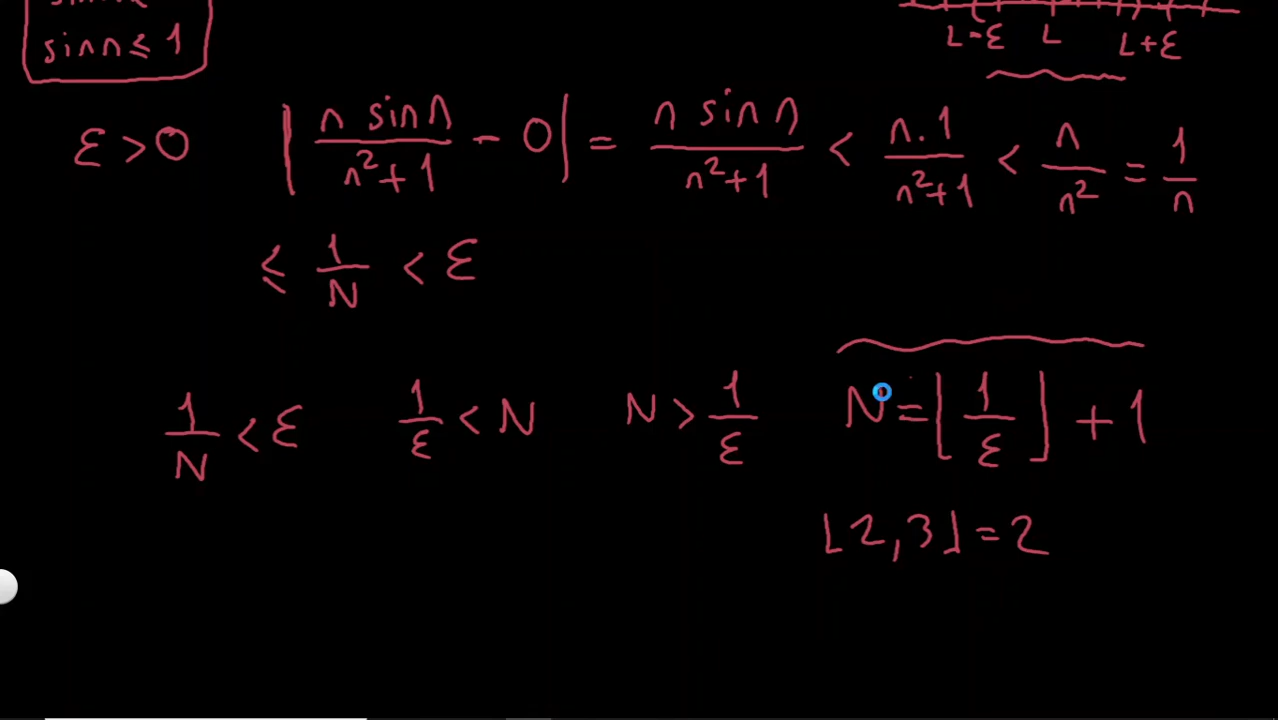 sin n ≤ 1
L-ε L L+ε
ε > 0 | n sin n / n²+1 - 0 | = n sin n / n²+1 < n . 1 / n²+1 < n / n² = 1 / n
≤ 1 / N < ε
1 / N < ε 1 / ε < N N > 1 / ε N = ⌊ 1 / ε ⌋ + 1
⌊2,3⌋ = 2